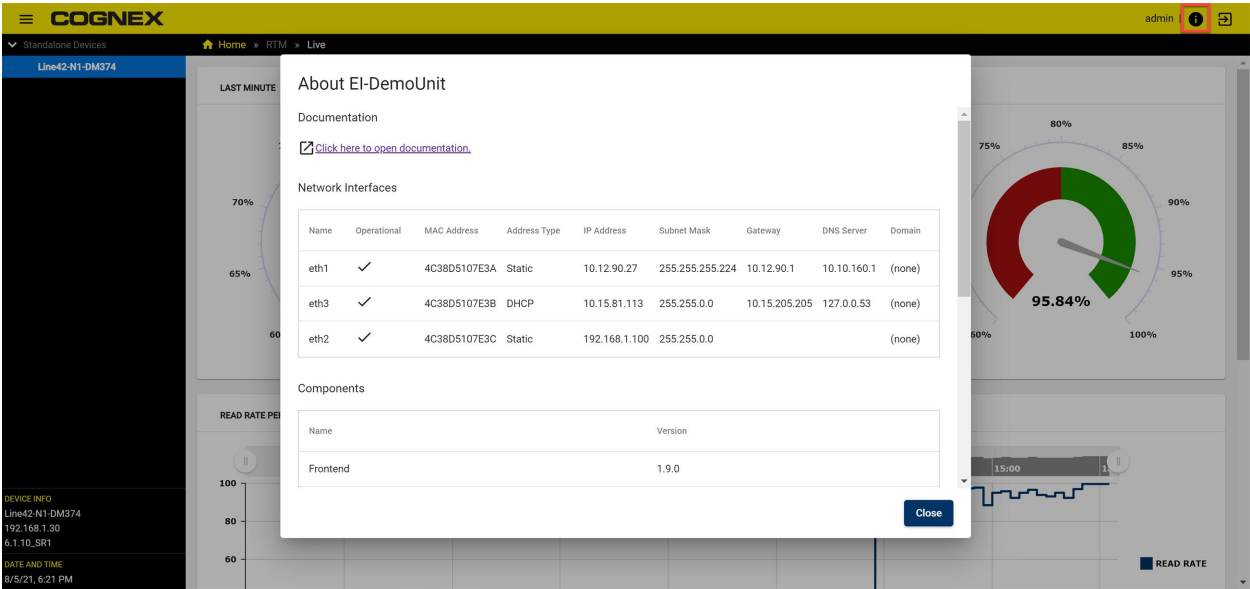 COGNEX
admin |
Standalone Devices
Home » RTM » Live
Line42-N1-DM374
LAST MINUTE
70%
65%
60
About EI-DemoUnit
Documentation
Click here to open documentation.
Network Interfaces
Name Operational MAC Address Address Type IP Address Subnet Mask Gateway DNS Server Domain
eth1 4C38D5107E3A Static 10.12.90.27 255.255.255.224 10.12.90.1 10.10.160.1 (none)
eth3 4C38D5107E3B DHCP 10.15.81.113 255.255.0.0 10.15.205.205 127.0.0.53 (none)
eth2 4C38D5107E3C Static 192.168.1.100 255.255.0.0 (none)
Components
Name Version
Frontend 1.9.0
Close
80%
75% 85%
90%
95%
95.84%
60% 100%
READ RATE PE
15:00
100
80
60
READ RATE
DEVICE INFO
Line42-N1-DM374
192.168.1.30
6.1.10_SR1
DATE AND TIME
8/5/21, 6:21 PM